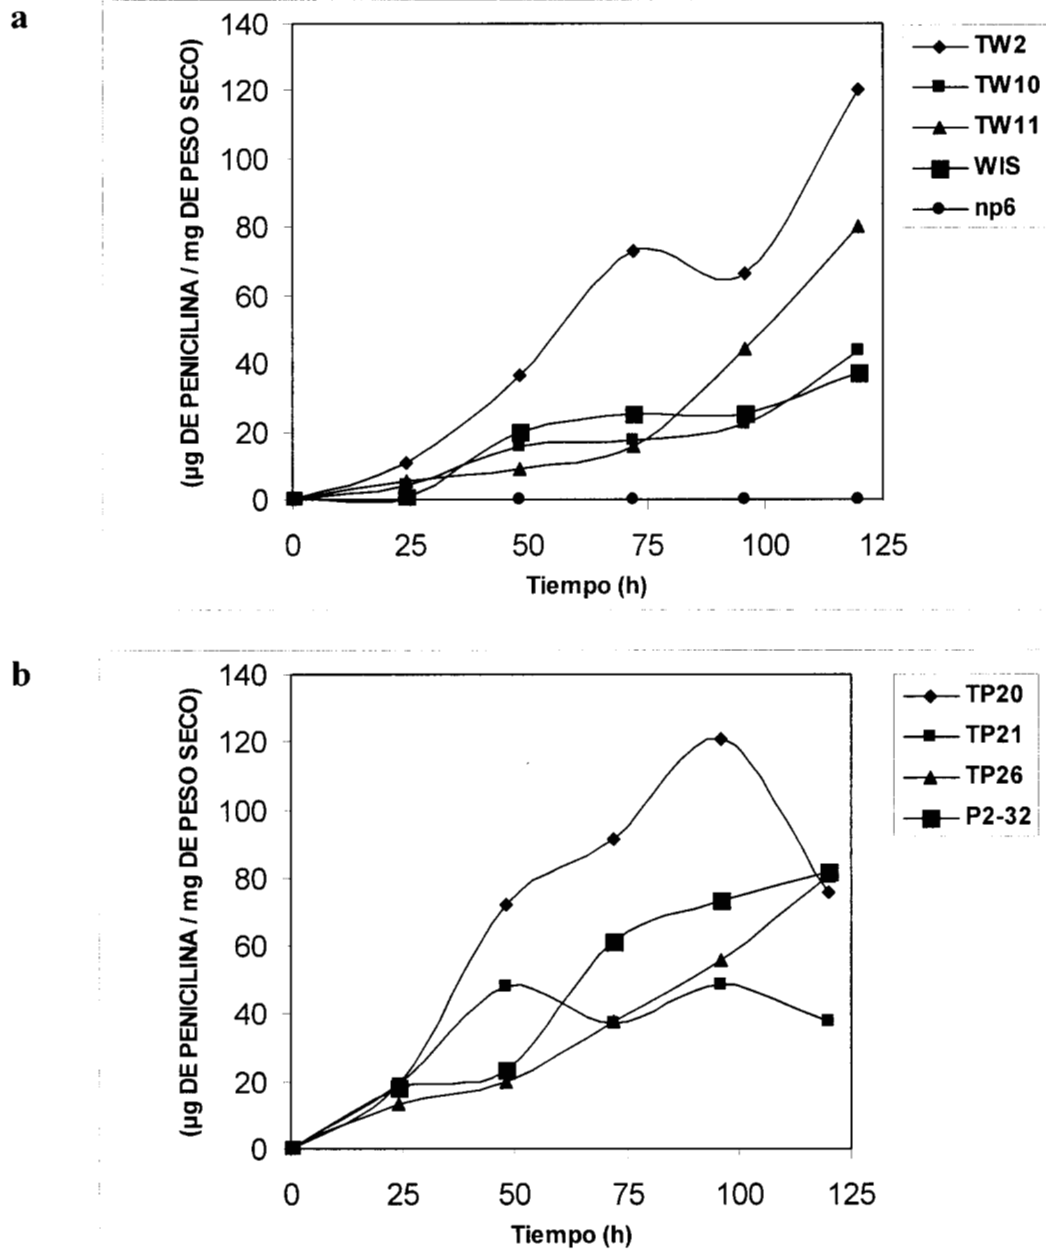 a
(µg DE PENICILINA / mg DE PESO SECO)
140
120
100
80
60
40
20
0
0 25 50 75 100 125
Tiempo (h)
TW2
TW10
TW11
WIS
np6
b
(µg DE PENICILINA / mg DE PESO SECO)
140
120
100
80
60
40
20
0
0 25 50 75 100 125
Tiempo (h)
TP20
TP21
TP26
P2-32